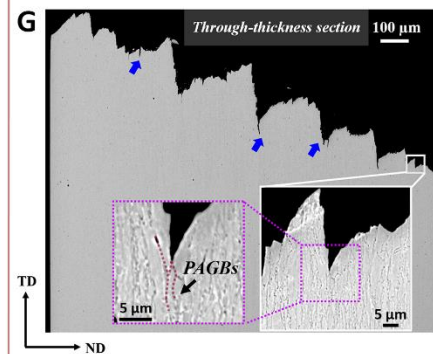 G
Through-thickness section
100 μm
PAGBs
5 μm
5 μm
TD
ND